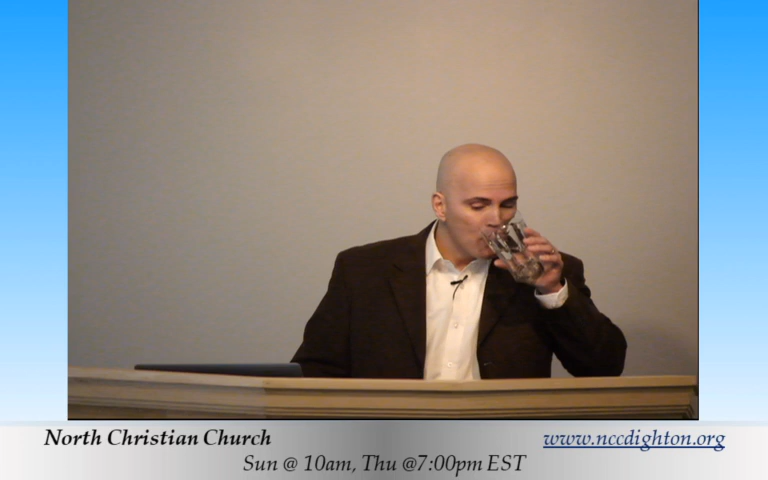 North Christian Church
www.nccdighton.org
Sun @ 10am, Thu @7:00pm EST